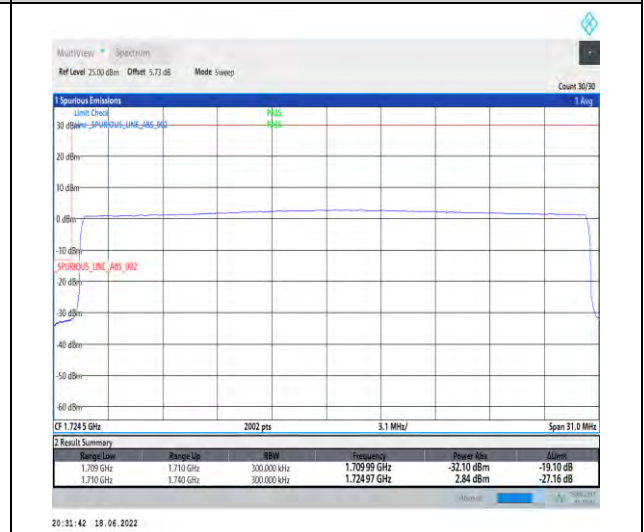 MultiView Spectrum
Ref Level 25.00 dBm Offset 5.73 dB Mode Sweep
Count 30/30
1 Spurious Emissions 1 Avg
Limit Check PASS
30 dBm Line _SPURIOUS_LINE_ABS_002 PASS
20 dBm
10 dBm
0 dBm
-10 dBm
_SPURIOUS_LINE_ABS_002
-20 dBm
-30 dBm
-40 dBm
-50 dBm
-60 dBm
CF 1.7245 GHz 2002 pts 3.1 MHz/ Span 31.0 MHz
2 Result Summary
Range Low Range Up RBW Frequency Power Abs ΔLimit
1.709 GHz 1.710 GHz 300.000 kHz 1.70999 GHz -32.10 dBm -19.10 dB
1.710 GHz 1.740 GHz 300.000 kHz 1.72497 GHz 2.84 dBm -27.16 dB
20:31:42 18.06.2022